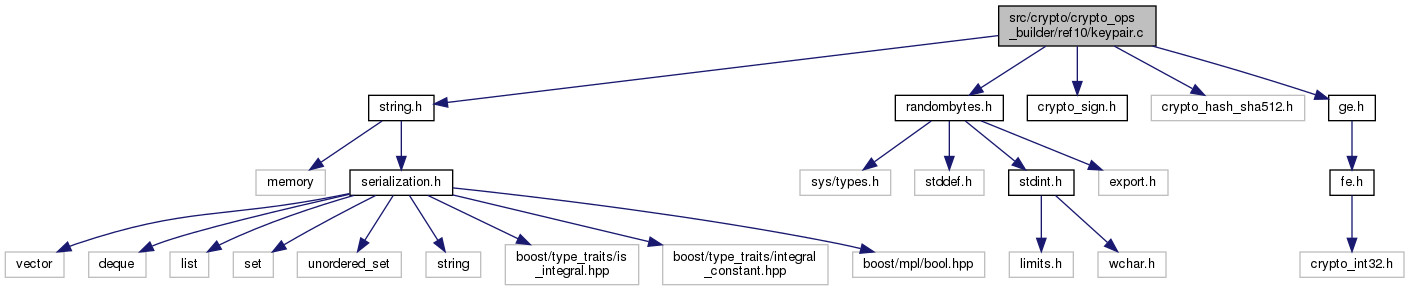 src/crypto/crypto_ops
_builder/ref10/keypair.c
string.h
randombytes.h
crypto_sign.h
crypto_hash_sha512.h
ge.h
memory
serialization.h
sys/types.h
stddef.h
stdint.h
export.h
fe.h
vector
deque
list
set
unordered_set
string
boost/type_traits/is
_integral.hpp
boost/type_traits/integral
_constant.hpp
boost/mpl/bool.hpp
limits.h
wchar.h
crypto_int32.h